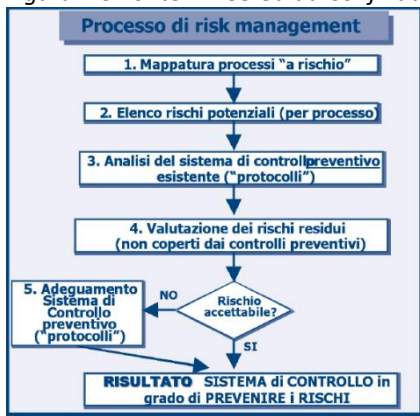 Processo di risk management
1. Mappatura processi "a rischio"
2. Elenco rischi potenziali (per processo)
3. Analisi del sistema di controllo preventivo
esistente ("protocolli")
4. Valutazione dei rischi residui
(non coperti dai controlli preventivi)
5. Adeguamento
Sistema di
Controllo
preventivo
("protocolli")
NO
Rischio
accettabile?
SI
RISULTATO SISTEMA di CONTROLLO in
grado di PREVENIRE i RISCHI